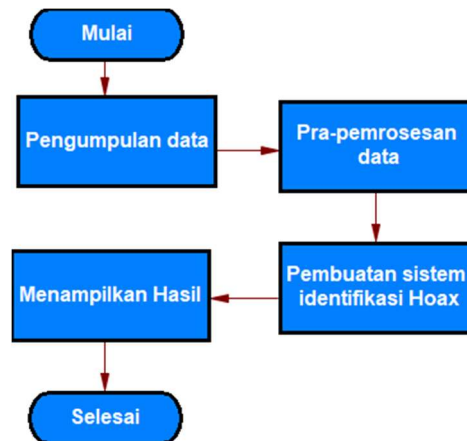 Mulai
Pengumpulan data
Pra-pemrosesan
data
Pembuatan sistem
identifikasi Hoax
Menampilkan Hasil
Selesai